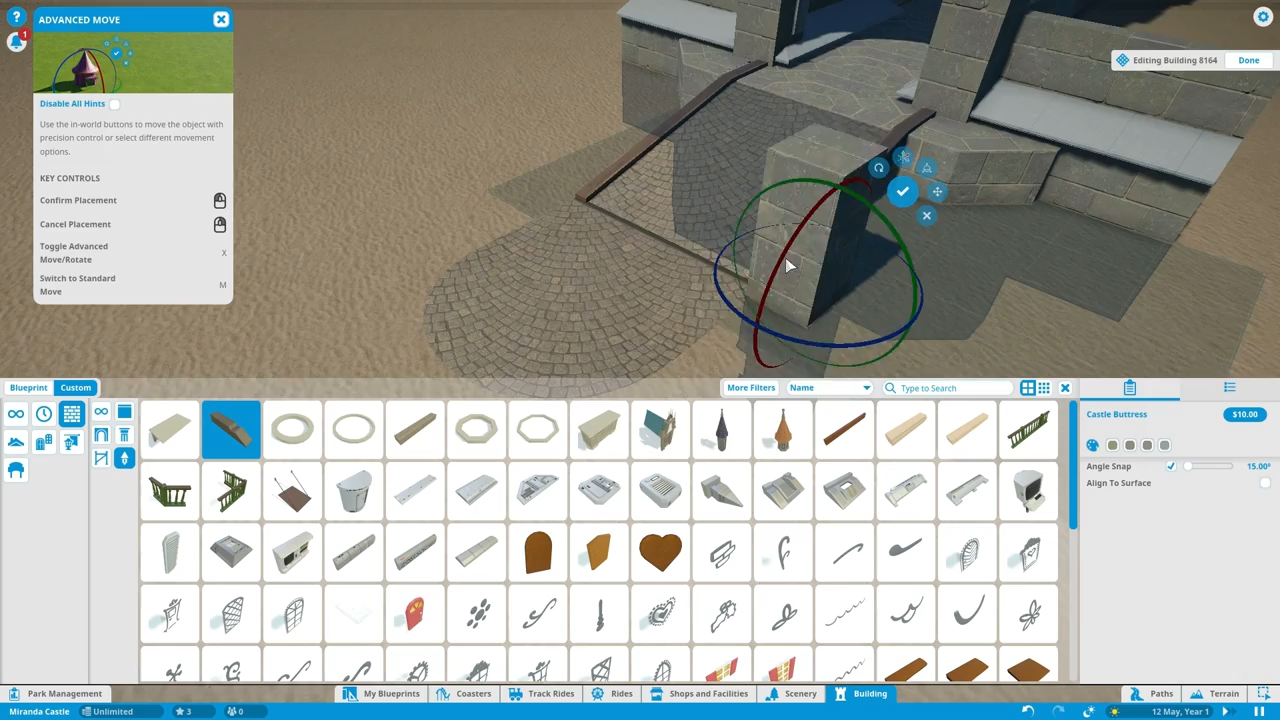 ADVANCED MOVE
1
Disable All Hints
Use the in-world buttons to move the object with
precision control or select different movement
options.
KEY CONTROLS
Confirm Placement
Cancel Placement
Toggle Advanced
Move/Rotate
X
Switch to Standard
Move
M
Editing Building 8164
Done
Blueprint
Custom
More Filters
Name
Type to Search
Castle Buttress
$10.00
Angle Snap
15.00°
Align To Surface
Park Management
My Blueprints
Coasters
Track Rides
Rides
Shops and Facilities
Scenery
Building
Paths
Terrain
Miranda Castle
Unlimited
3
0
12 May, Year 1